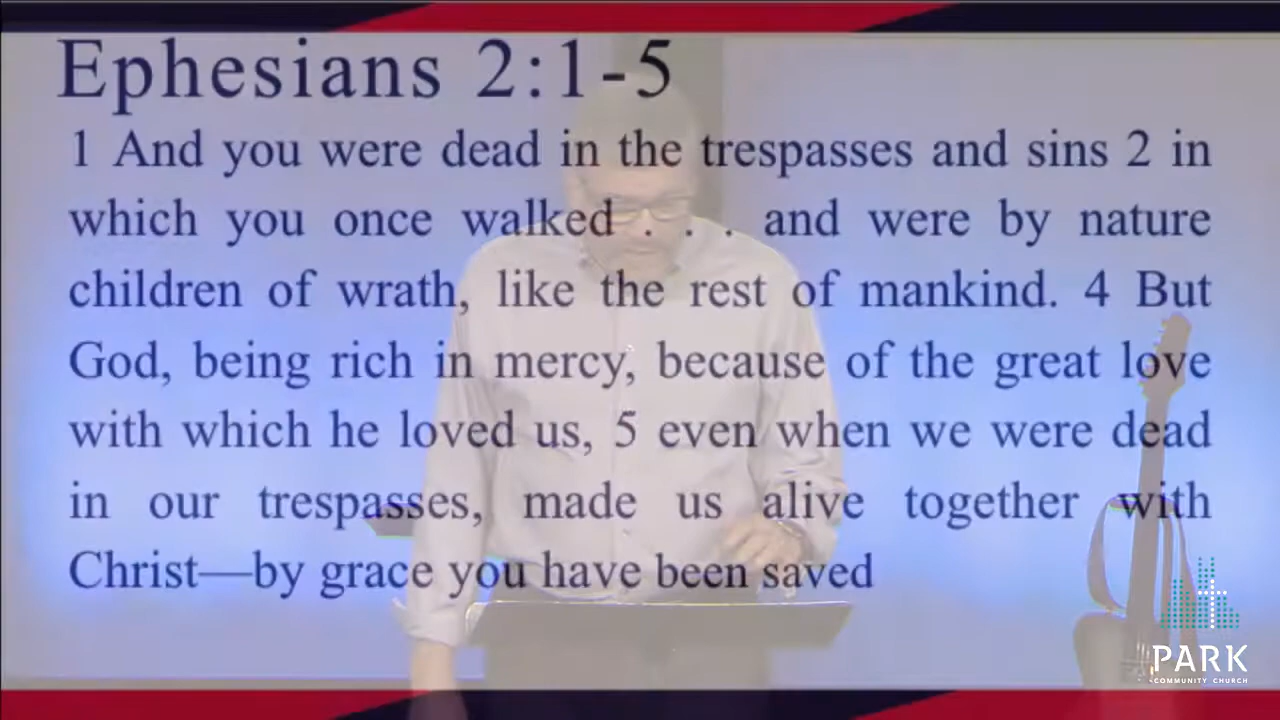 Ephesians 2:1-5
1 And you were dead in the trespasses and sins 2 in
which you once walked . . . and were by nature
children of wrath, like the rest of mankind. 4 But
God, being rich in mercy, because of the great love
with which he loved us, 5 even when we were dead
in our trespasses, made us alive together with
Christ—by grace you have been saved
PARK
COMMUNITY CHURCH